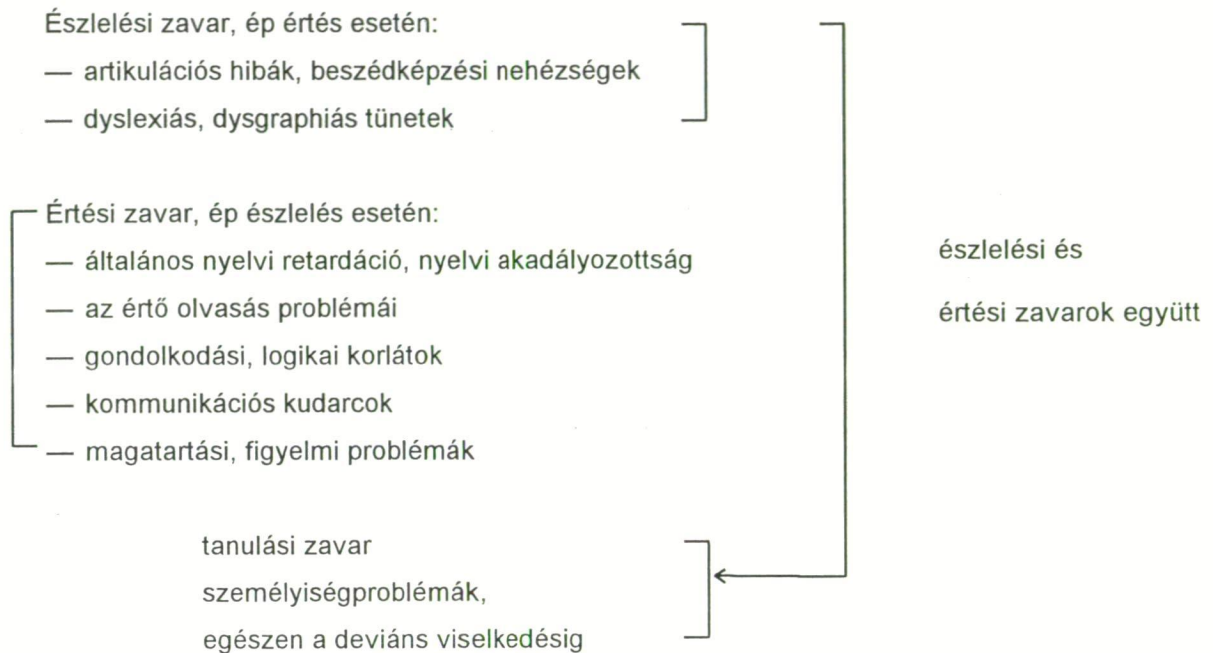 Észlelési zavar, ép értés esetén:
— artikulációs hibák, beszédképzési nehézségek
— dyslexiás, dysgraphiás tünetek
Értési zavar, ép észlelés esetén:
— általános nyelvi retardáció, nyelvi akadályozottság
— az értő olvasás problémái
— gondolkodási, logikai korlátok
— kommunikációs kudarcok
— magatartási, figyelmi problémák
észlelési és
értési zavarok együtt
tanulási zavar
személyiségproblémák,
egészen a deviáns viselkedésig